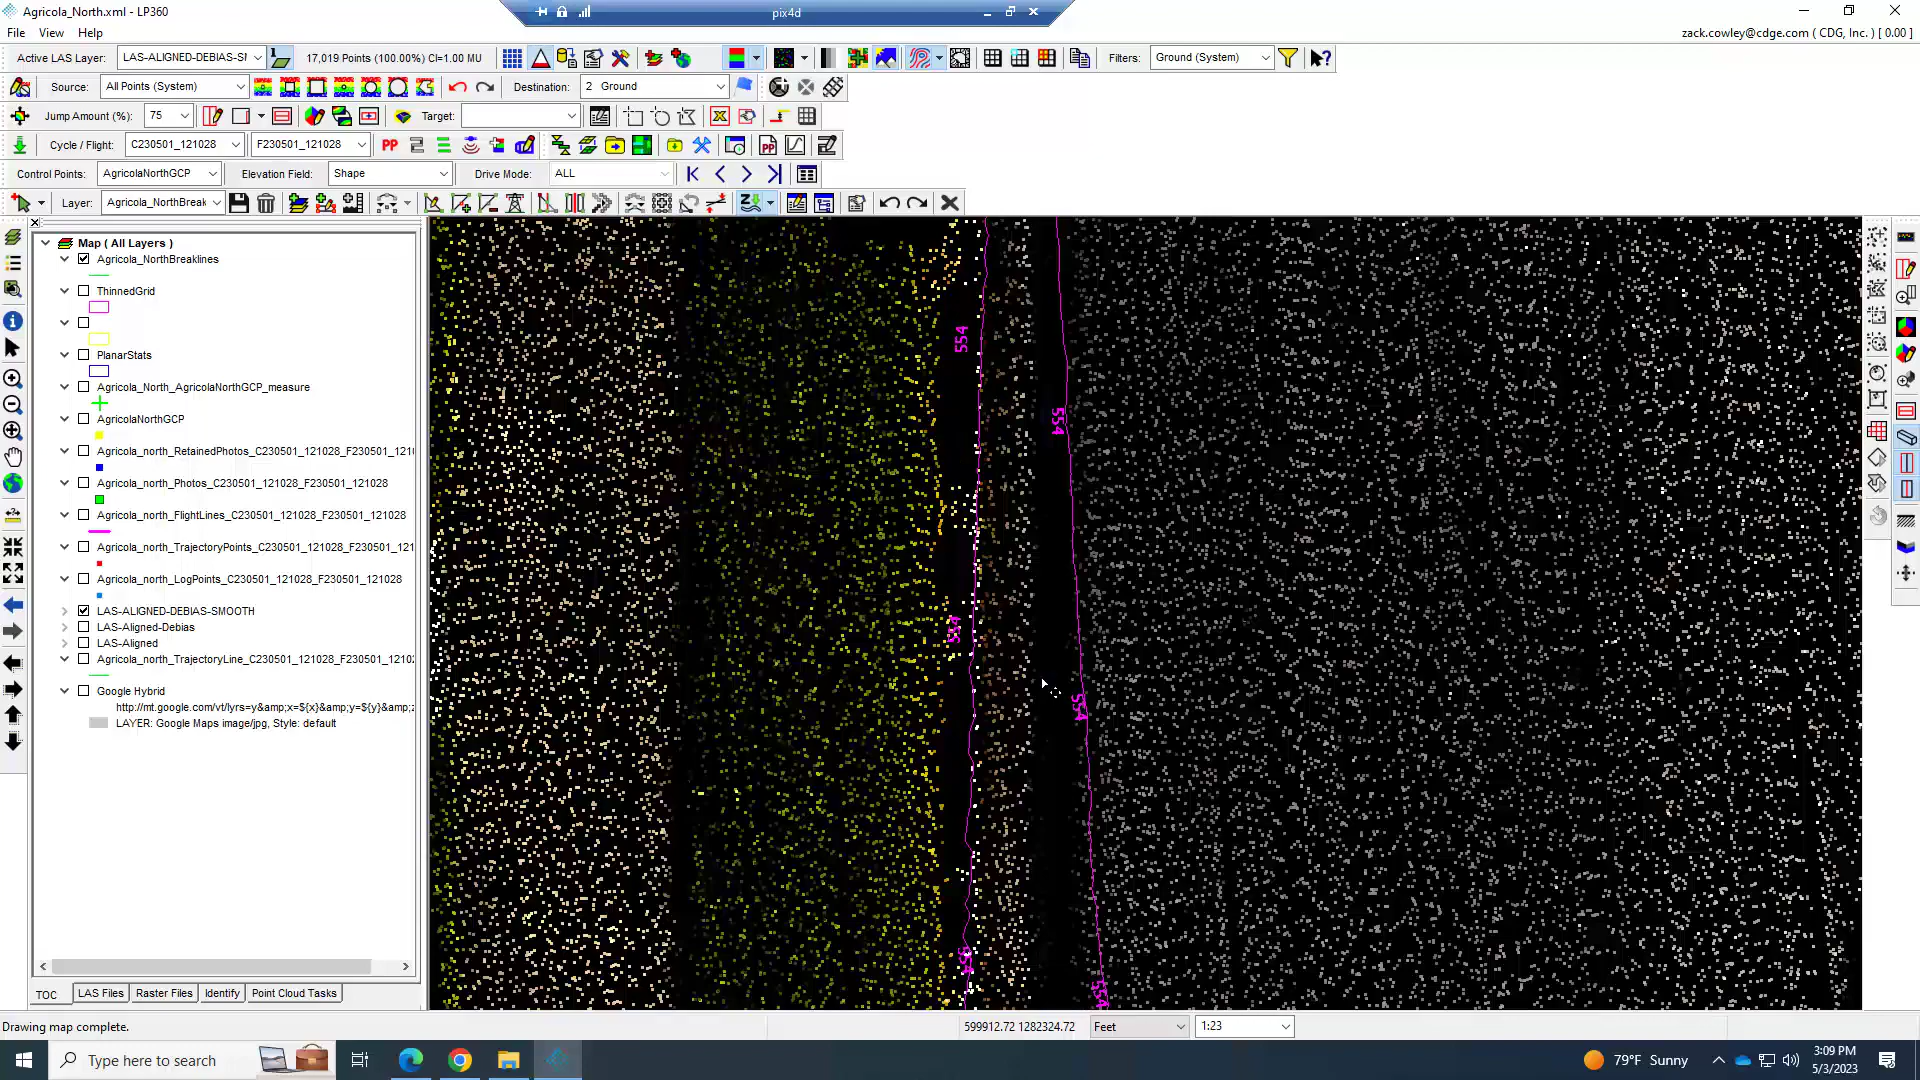 Agricola_North.xml - LP360
pix4d
File View Help
zack.cowley@cdge.com ( CDG, Inc. ) [ 0.00 ]
Active LAS Layer: LAS-ALIGNED-DEBIAS-SM 17,019 Points (100.00%) CI=1.00 MU Filters: Ground (System)
Source: All Points (System) Destination: 2 Ground
Jump Amount (%): 75 Target:
Cycle / Flight: C230501_121028 F230501_121028 PP
Control Points: AgricolaNorthGCP Elevation Field: Shape Drive Mode: ALL
Layer: Agricola_NorthBreak
Map ( All Layers )
Agricola_NorthBreaklines
ThinnedGrid
PlanarStats
Agricola_North_AgricolaNorthGCP_measure
AgricolaNorthGCP
Agricola_north_RetainedPhotos_C230501_121028_F230501_121(
Agricola_north_Photos_C230501_121028_F230501_121028
Agricola_north_FlightLines_C230501_121028_F230501_121028
Agricola_north_TrajectoryPoints_C230501_121028_F230501_121
Agricola_north_LogPoints_C230501_121028_F230501_121028
LAS-ALIGNED-DEBIAS-SMOOTH
LAS-Aligned-Debias
LAS-Aligned
Agricola_north_TrajectoryLine_C230501_121028_F230501_1210:
Google Hybrid
http://mt.google.com/vt/lyrs=y&amp;x=${x}&amp;y=${y}&amp;z
LAYER: Google Maps image/jpg, Style: default
554
554
554
554
554
554
TOC LAS Files Raster Files Identify Point Cloud Tasks
Drawing map complete.
599912.72 1282324.72 Feet 1:23
Type here to search
79°F Sunny
3:09 PM
5/3/2023